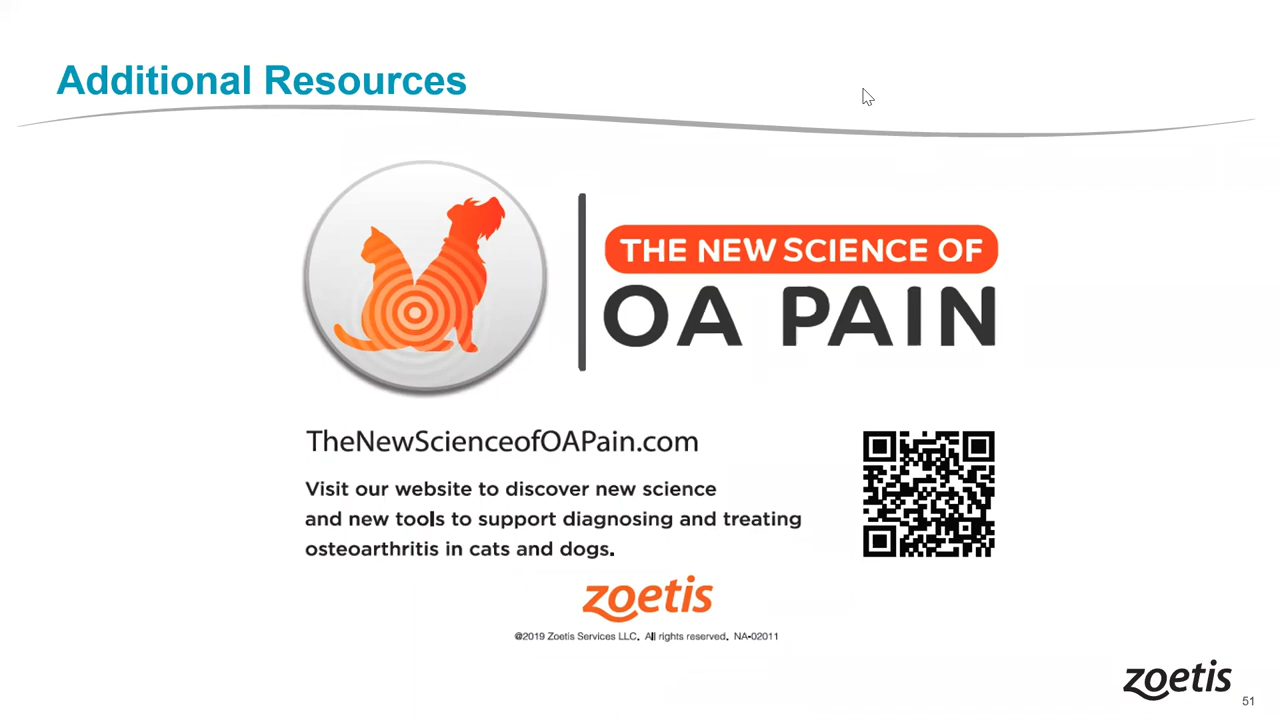 Additional Resources
THE NEW SCIENCE OF
OA PAIN
TheNewScienceofOAPain.com
Visit our website to discover new science
and new tools to support diagnosing and treating
osteoarthritis in cats and dogs.
zoetis
@2019 Zoetis Services LLC. All rights reserved. NA-02011
zoetis
51